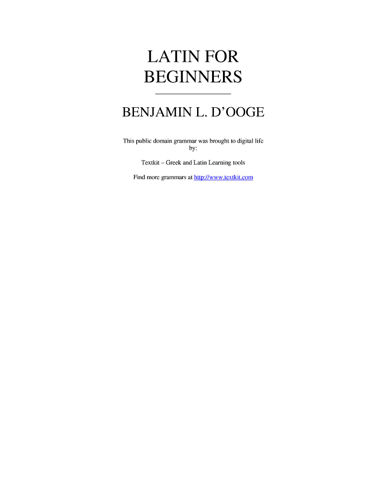 LATIN FOR
BEGINNERS
BENJAMIN L. D'OOGE
This public domain grammar was brought to digital life
by:
Textkit – Greek and Latin Learning tools
Find more grammars at http://www.textkit.com